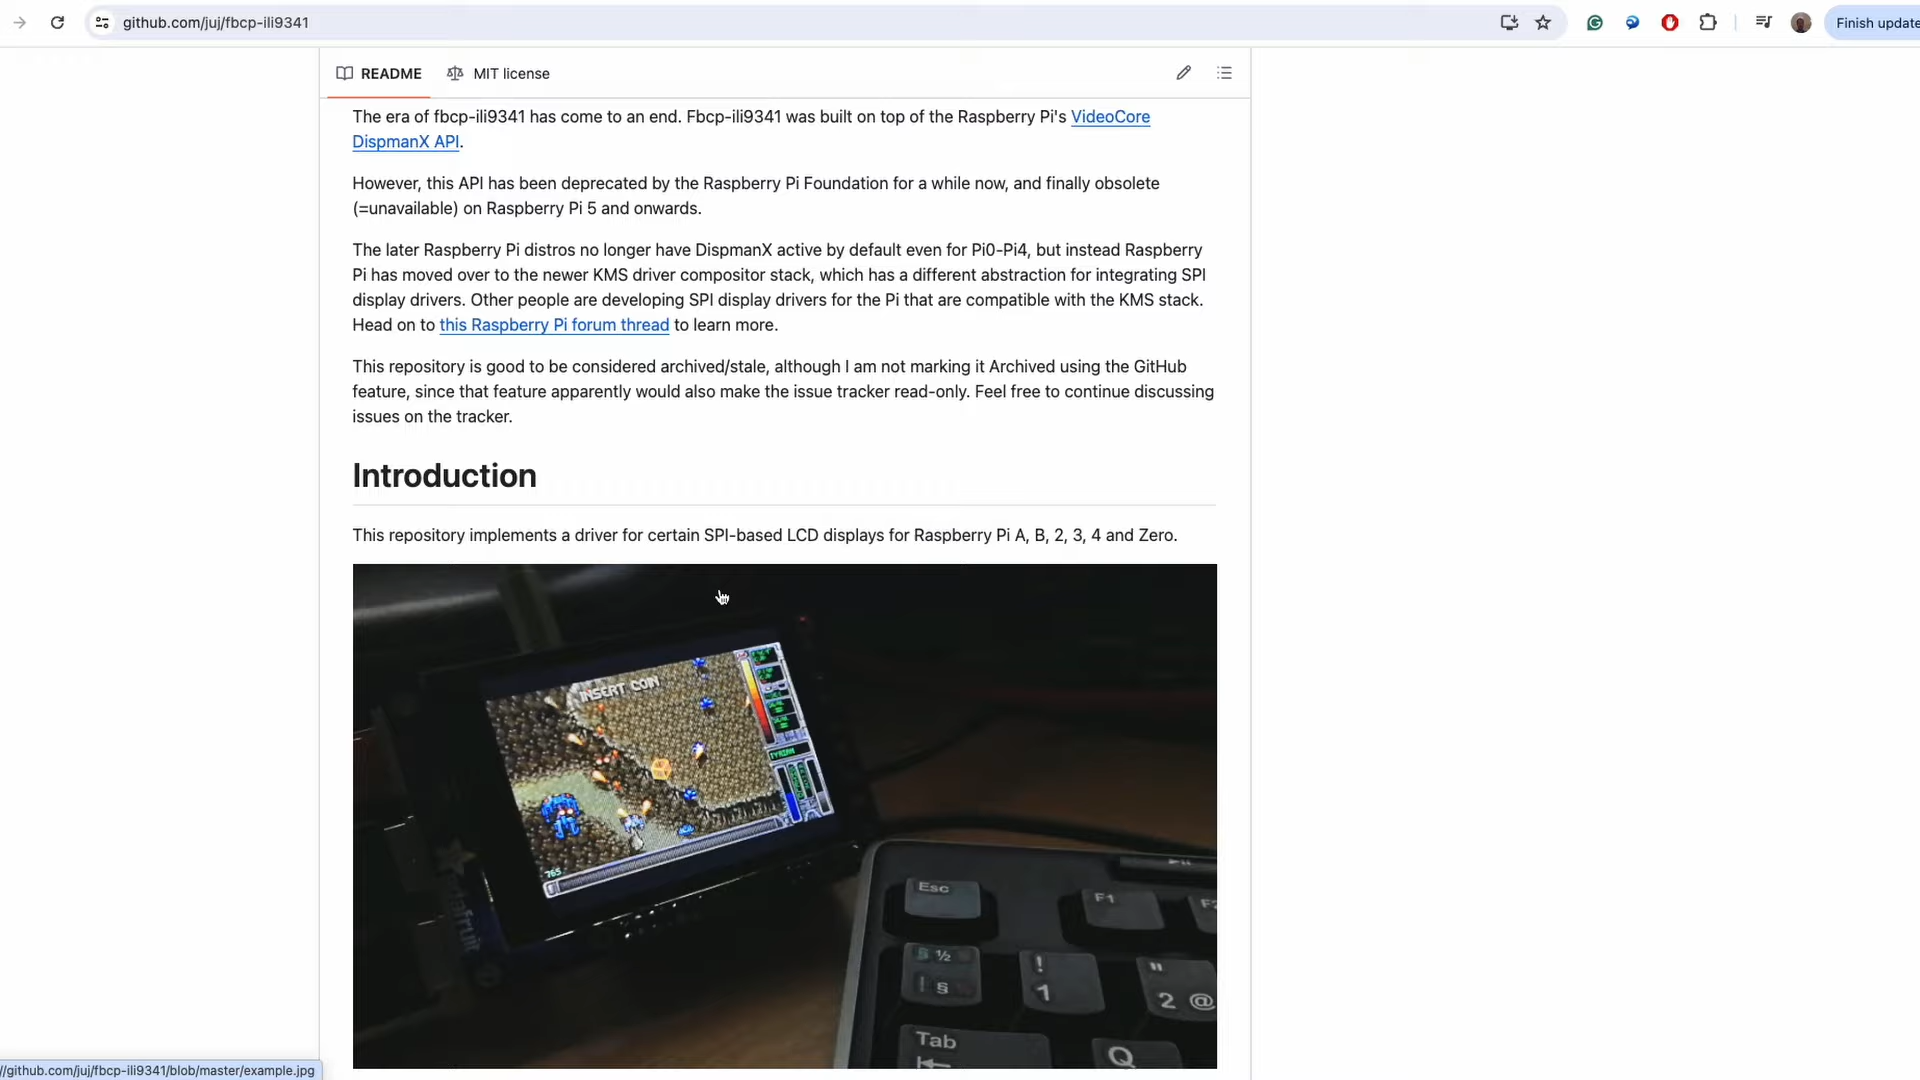 github.com/juj/fbcp-ili9341
Finish update
README
MIT license
The era of fbcp-ili9341 has come to an end. Fbcp-ili9341 was built on top of the Raspberry Pi's VideoCore
DispmanX API.
However, this API has been deprecated by the Raspberry Pi Foundation for a while now, and finally obsolete
(=unavailable) on Raspberry Pi 5 and onwards.
The later Raspberry Pi distros no longer have DispmanX active by default even for Pi0-Pi4, but instead Raspberry
Pi has moved over to the newer KMS driver compositor stack, which has a different abstraction for integrating SPI
display drivers. Other people are developing SPI display drivers for the Pi that are compatible with the KMS stack.
Head on to this Raspberry Pi forum thread to learn more.
This repository is good to be considered archived/stale, although I am not marking it Archived using the GitHub
feature, since that feature apparently would also make the issue tracker read-only. Feel free to continue discussing
issues on the tracker.
Introduction
This repository implements a driver for certain SPI-based LCD displays for Raspberry Pi A, B, 2, 3, 4 and Zero.
INSERT COIN
TYRIAN
765
adafruit
Esc
F1
F2
§ ½
| §
!
1
"
2 @
Tab
Q
//github.com/juj/fbcp-ili9341/blob/master/example.jpg